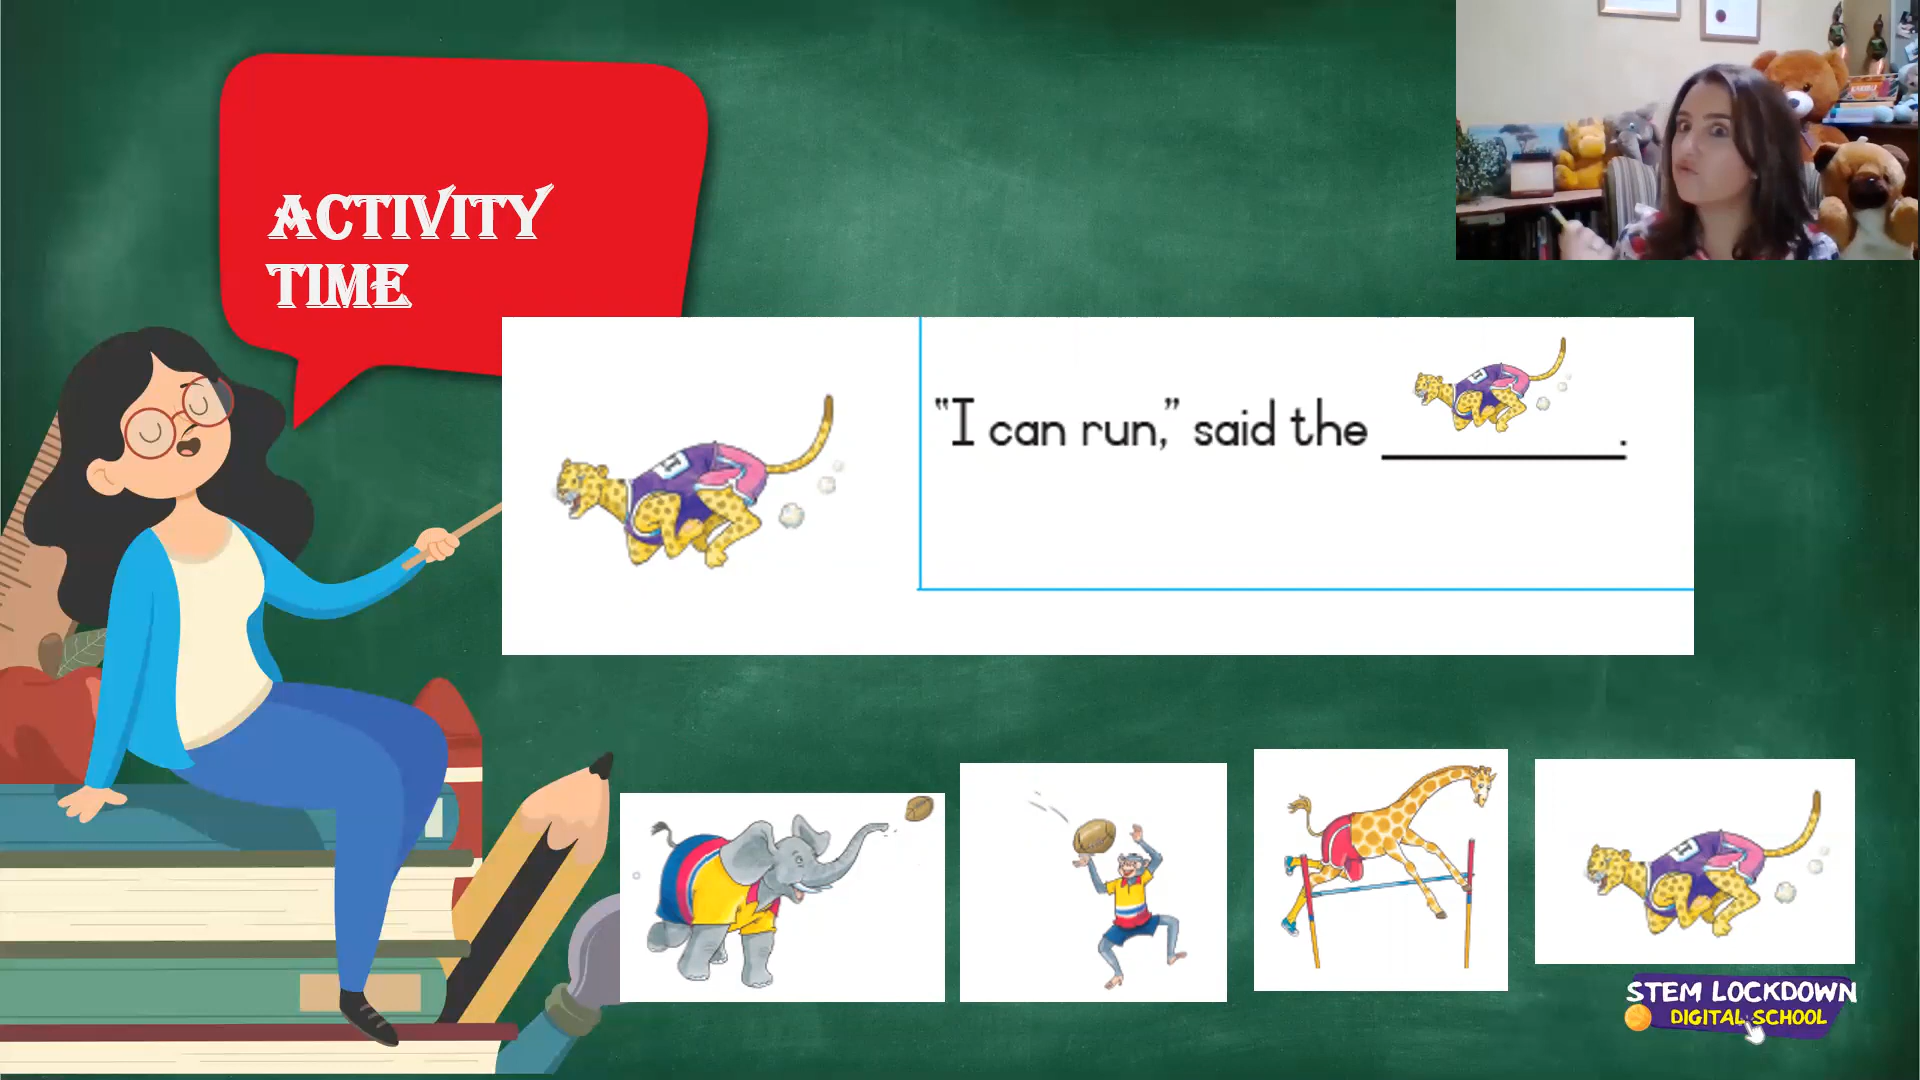 ACTIVITY
TIME
"I can run," said the ________.
STEM LOCKDOWN
DIGITAL SCHOOL